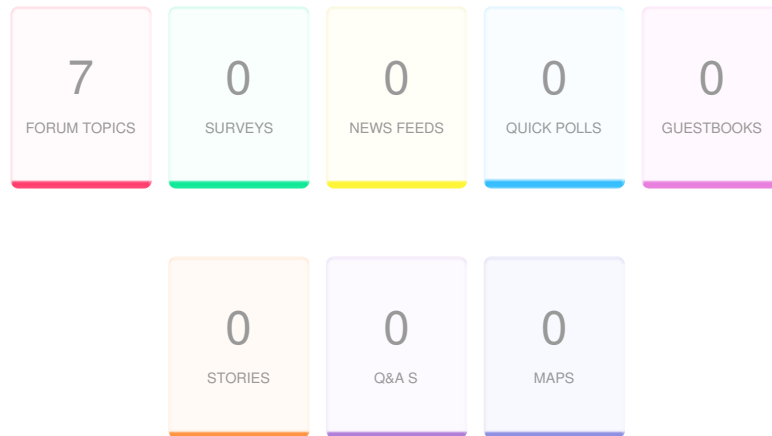 7 0 0 0 0
FORUM TOPICS SURVEYS NEWS FEEDS QUICK POLLS GUESTBOOKS
0 0 0
STORIES Q&A S MAPS